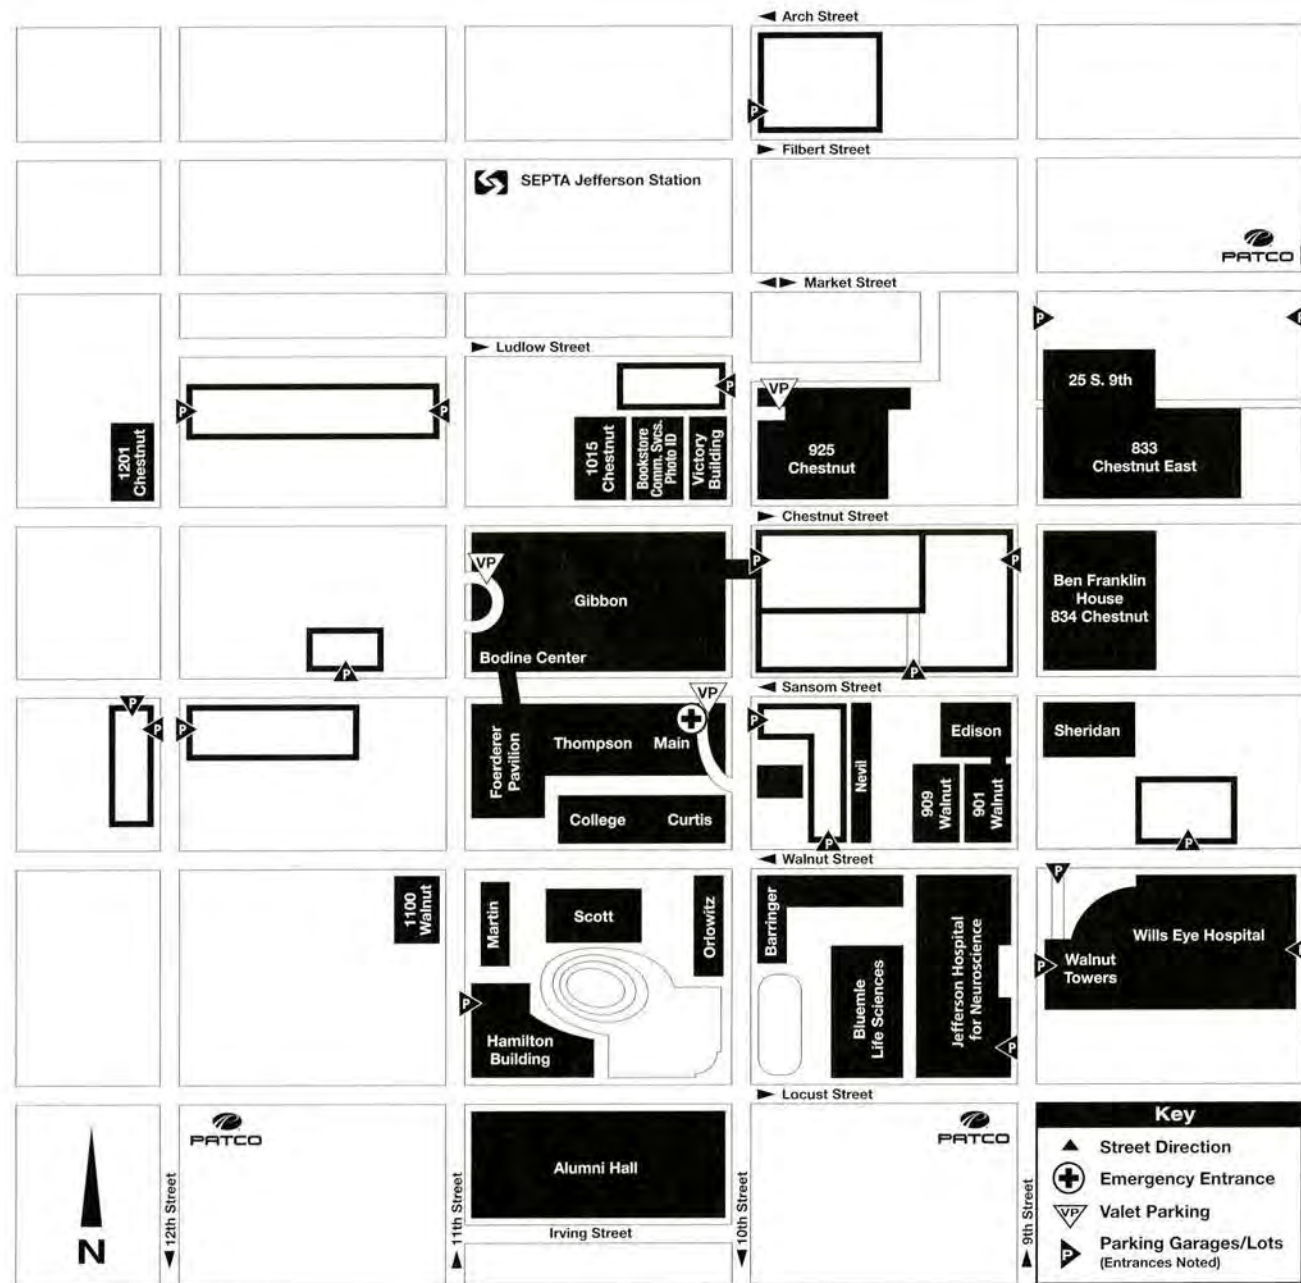 Arch Street
P
Filbert Street
SEPTA Jefferson Station
PATCO
Market Street
P
P
Ludlow Street
VP
25 S. 9th
P
P
P
1201
Chestnut
1015
Chestnut
Bookstore
Comm. Svcs.
Photo ID
Victory
Building
925
Chestnut
833
Chestnut East
Chestnut Street
VP
P
P
Gibbon
Ben Franklin
House
834 Chestnut
Bodine Center
P
P
Sansom Street
P
P
P
VP
P
Foerderer
Pavilion
Thompson
Main
Nevil
Edison
Sheridan
909
Walnut
901
Walnut
College
Curtis
P
P
Walnut Street
P
1100
Walnut
Martin
Scott
Orlowitz
Barringer
Wills Eye Hospital
P
Walnut
Towers
P
P
Bluemle
Life Sciences
Jefferson Hospital
for Neuroscience
P
Hamilton
Building
Locust Street
PATCO
PATCO
Alumni Hall
Irving Street
N
12th Street
11th Street
10th Street
9th Street
Key
Street Direction
Emergency Entrance
VP
Valet Parking
P
Parking Garages/Lots
(Entrances Noted)